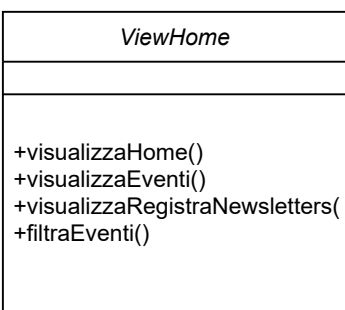 ViewHome
+visualizzaHome()
+visualizzaEventi()
+visualizzaRegistraNewsletters(
+filtraEventi()